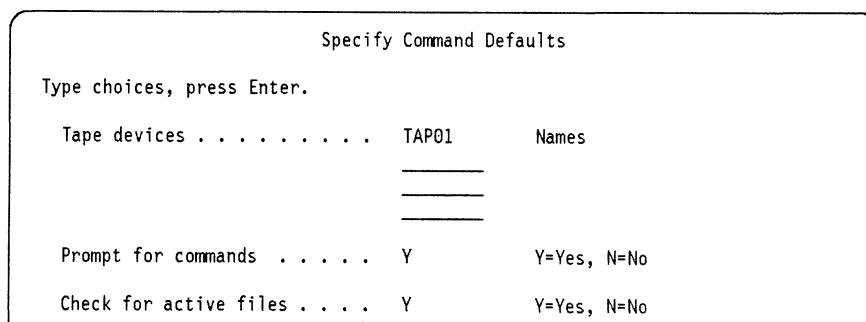 Specify Command Defaults
Type choices, press Enter.
Tape devices . . . . . . . . . TAP01 Names
Prompt for commands . . . . . Y Y=Yes, N=No
Check for active files . . . . Y Y=Yes, N=No